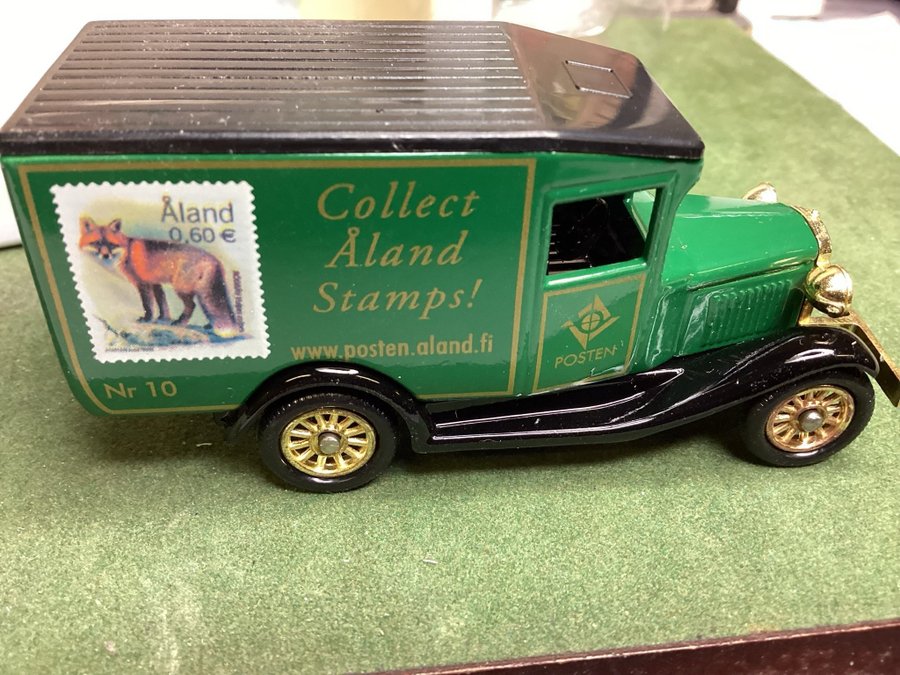 Åland
0,60 €
Collect
Åland
Stamps!
www.posten.aland.fi
Nr 10
POSTEN